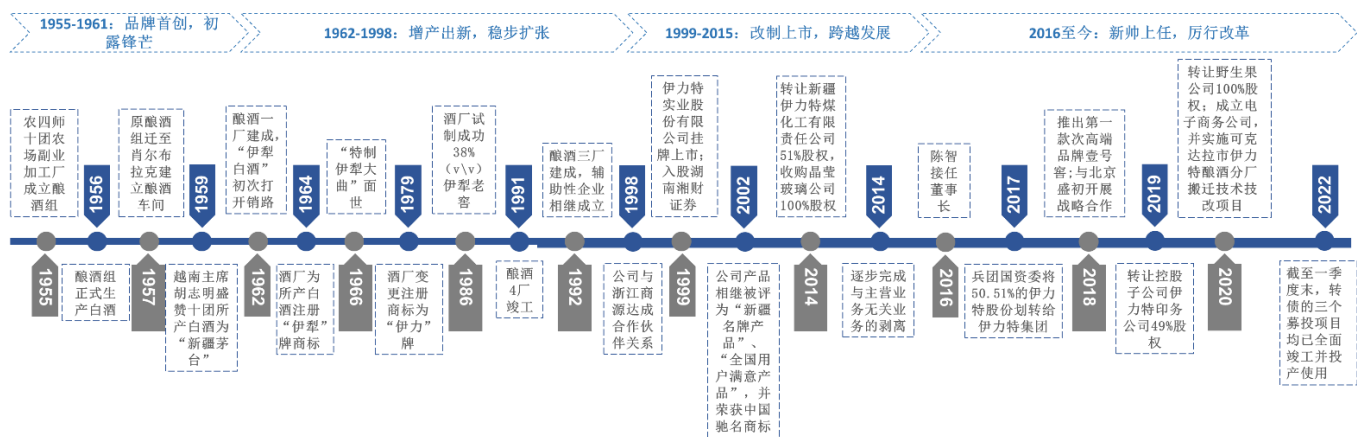 1955-1961：品牌首创，初
露锋芒
1962-1998：增产出新，稳步扩张
1999-2015：改制上市，跨越发展
2016至今：新帅上任，厉行改革
农四师
十团农
场副业
加工厂
成立酿
酒组
原酿酒
组迁至
肖尔布
拉克建
立酿酒
车间
酿酒一
厂建成，
“伊犁
白酒”
初次打
开销路
“特制
伊犁大
曲”面
世
酒厂试
制成功
38%
（v\v）
伊犁老
窖
酿酒三厂
建成，辅
助性企业
相继成立
伊力特
实业股
份有限
公司挂
牌上市；
入股湖
南湘财
证券
转让新疆
伊力特煤
化工有限
责任公司
51%股权，
收购晶莹
玻璃公司
100%股权
陈智
接任
董事
长
推出第一
款次高端
品牌壹号
窖;与北京
盛初开展
战略合作
转让野生果
公司100%股
权；成立电
子商务公司，
并实施可克
达拉市伊力
特酿酒分厂
搬迁技术技
改项目
1956
1959
1964
1979
1991
1998
2002
2014
2017
2019
2022
1955
1957
1962
1966
1986
1992
1999
2014
2016
2018
2020
酿酒组
正式生
产白酒
越南主席
胡志明盛
赞十团所
产白酒为
“新疆茅
台”
酒厂为
所产白
酒注册
“伊犁”
牌商标
酒厂变
更注册
商标为
“伊力”
牌
酿酒
4厂
竣工
公司与
浙江商
源达成
合作伙
伴关系
公司产品
相继被评
为“新疆
名牌产
品”、
“全国用
户满意产
品”，并
荣获中国
驰名商标
逐步完成
与主营业
务无关业
务的剥离
兵团国资委将
50.51%的伊力
特股份划转给
伊力特集团
转让控股
子公司伊
力特印务
公司49%股
权
截至一季
度末，转
债的三个
募投项目
均已全面
竣工并投
产使用